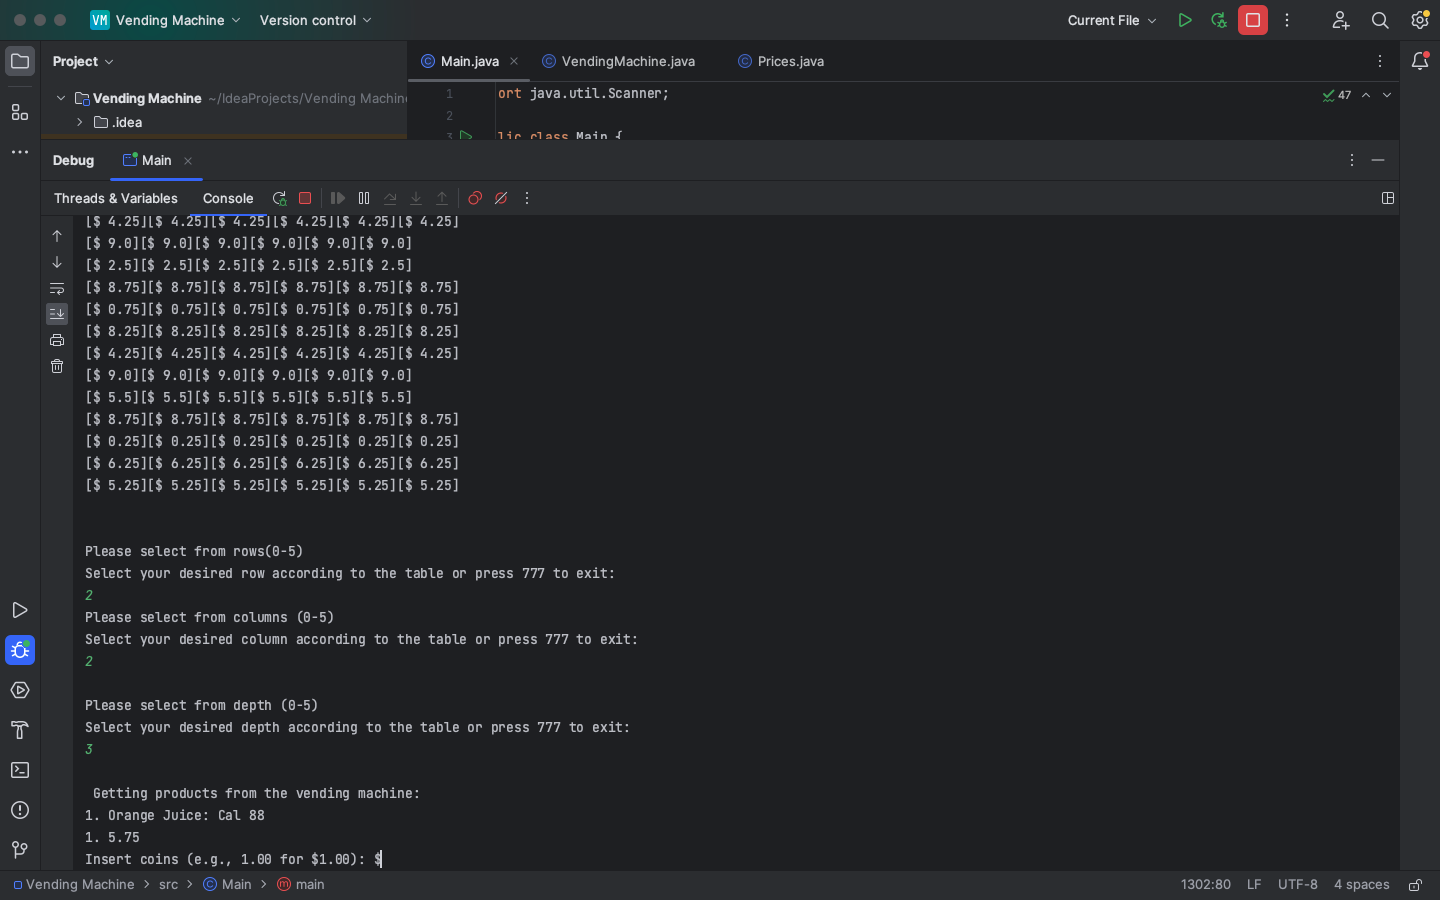 VM Vending Machine Version control Current File
Project Main.java VendingMachine.java Prices.java
Vending Machine ~/IdeaProjects/Vending Machine 1 ort java.util.Scanner; 47
.idea 2
3 lic class Main {
Debug Main
Threads & Variables Console
[$ 4.25][$ 4.25][$ 4.25][$ 4.25][$ 4.25][$ 4.25]
[$ 9.0][$ 9.0][$ 9.0][$ 9.0][$ 9.0][$ 9.0]
[$ 2.5][$ 2.5][$ 2.5][$ 2.5][$ 2.5][$ 2.5]
[$ 8.75][$ 8.75][$ 8.75][$ 8.75][$ 8.75][$ 8.75]
[$ 0.75][$ 0.75][$ 0.75][$ 0.75][$ 0.75][$ 0.75]
[$ 8.25][$ 8.25][$ 8.25][$ 8.25][$ 8.25][$ 8.25]
[$ 4.25][$ 4.25][$ 4.25][$ 4.25][$ 4.25][$ 4.25]
[$ 9.0][$ 9.0][$ 9.0][$ 9.0][$ 9.0][$ 9.0]
[$ 5.5][$ 5.5][$ 5.5][$ 5.5][$ 5.5][$ 5.5]
[$ 8.75][$ 8.75][$ 8.75][$ 8.75][$ 8.75][$ 8.75]
[$ 0.25][$ 0.25][$ 0.25][$ 0.25][$ 0.25][$ 0.25]
[$ 6.25][$ 6.25][$ 6.25][$ 6.25][$ 6.25][$ 6.25]
[$ 5.25][$ 5.25][$ 5.25][$ 5.25][$ 5.25][$ 5.25]
Please select from rows(0-5)
Select your desired row according to the table or press 777 to exit:
2
Please select from columns (0-5)
Select your desired column according to the table or press 777 to exit:
2
Please select from depth (0-5)
Select your desired depth according to the table or press 777 to exit:
3
Getting products from the vending machine:
1. Orange Juice: Cal 88
1. 5.75
Insert coins (e.g., 1.00 for $1.00): $
Vending Machine > src > Main > main 1302:80 LF UTF-8 4 spaces